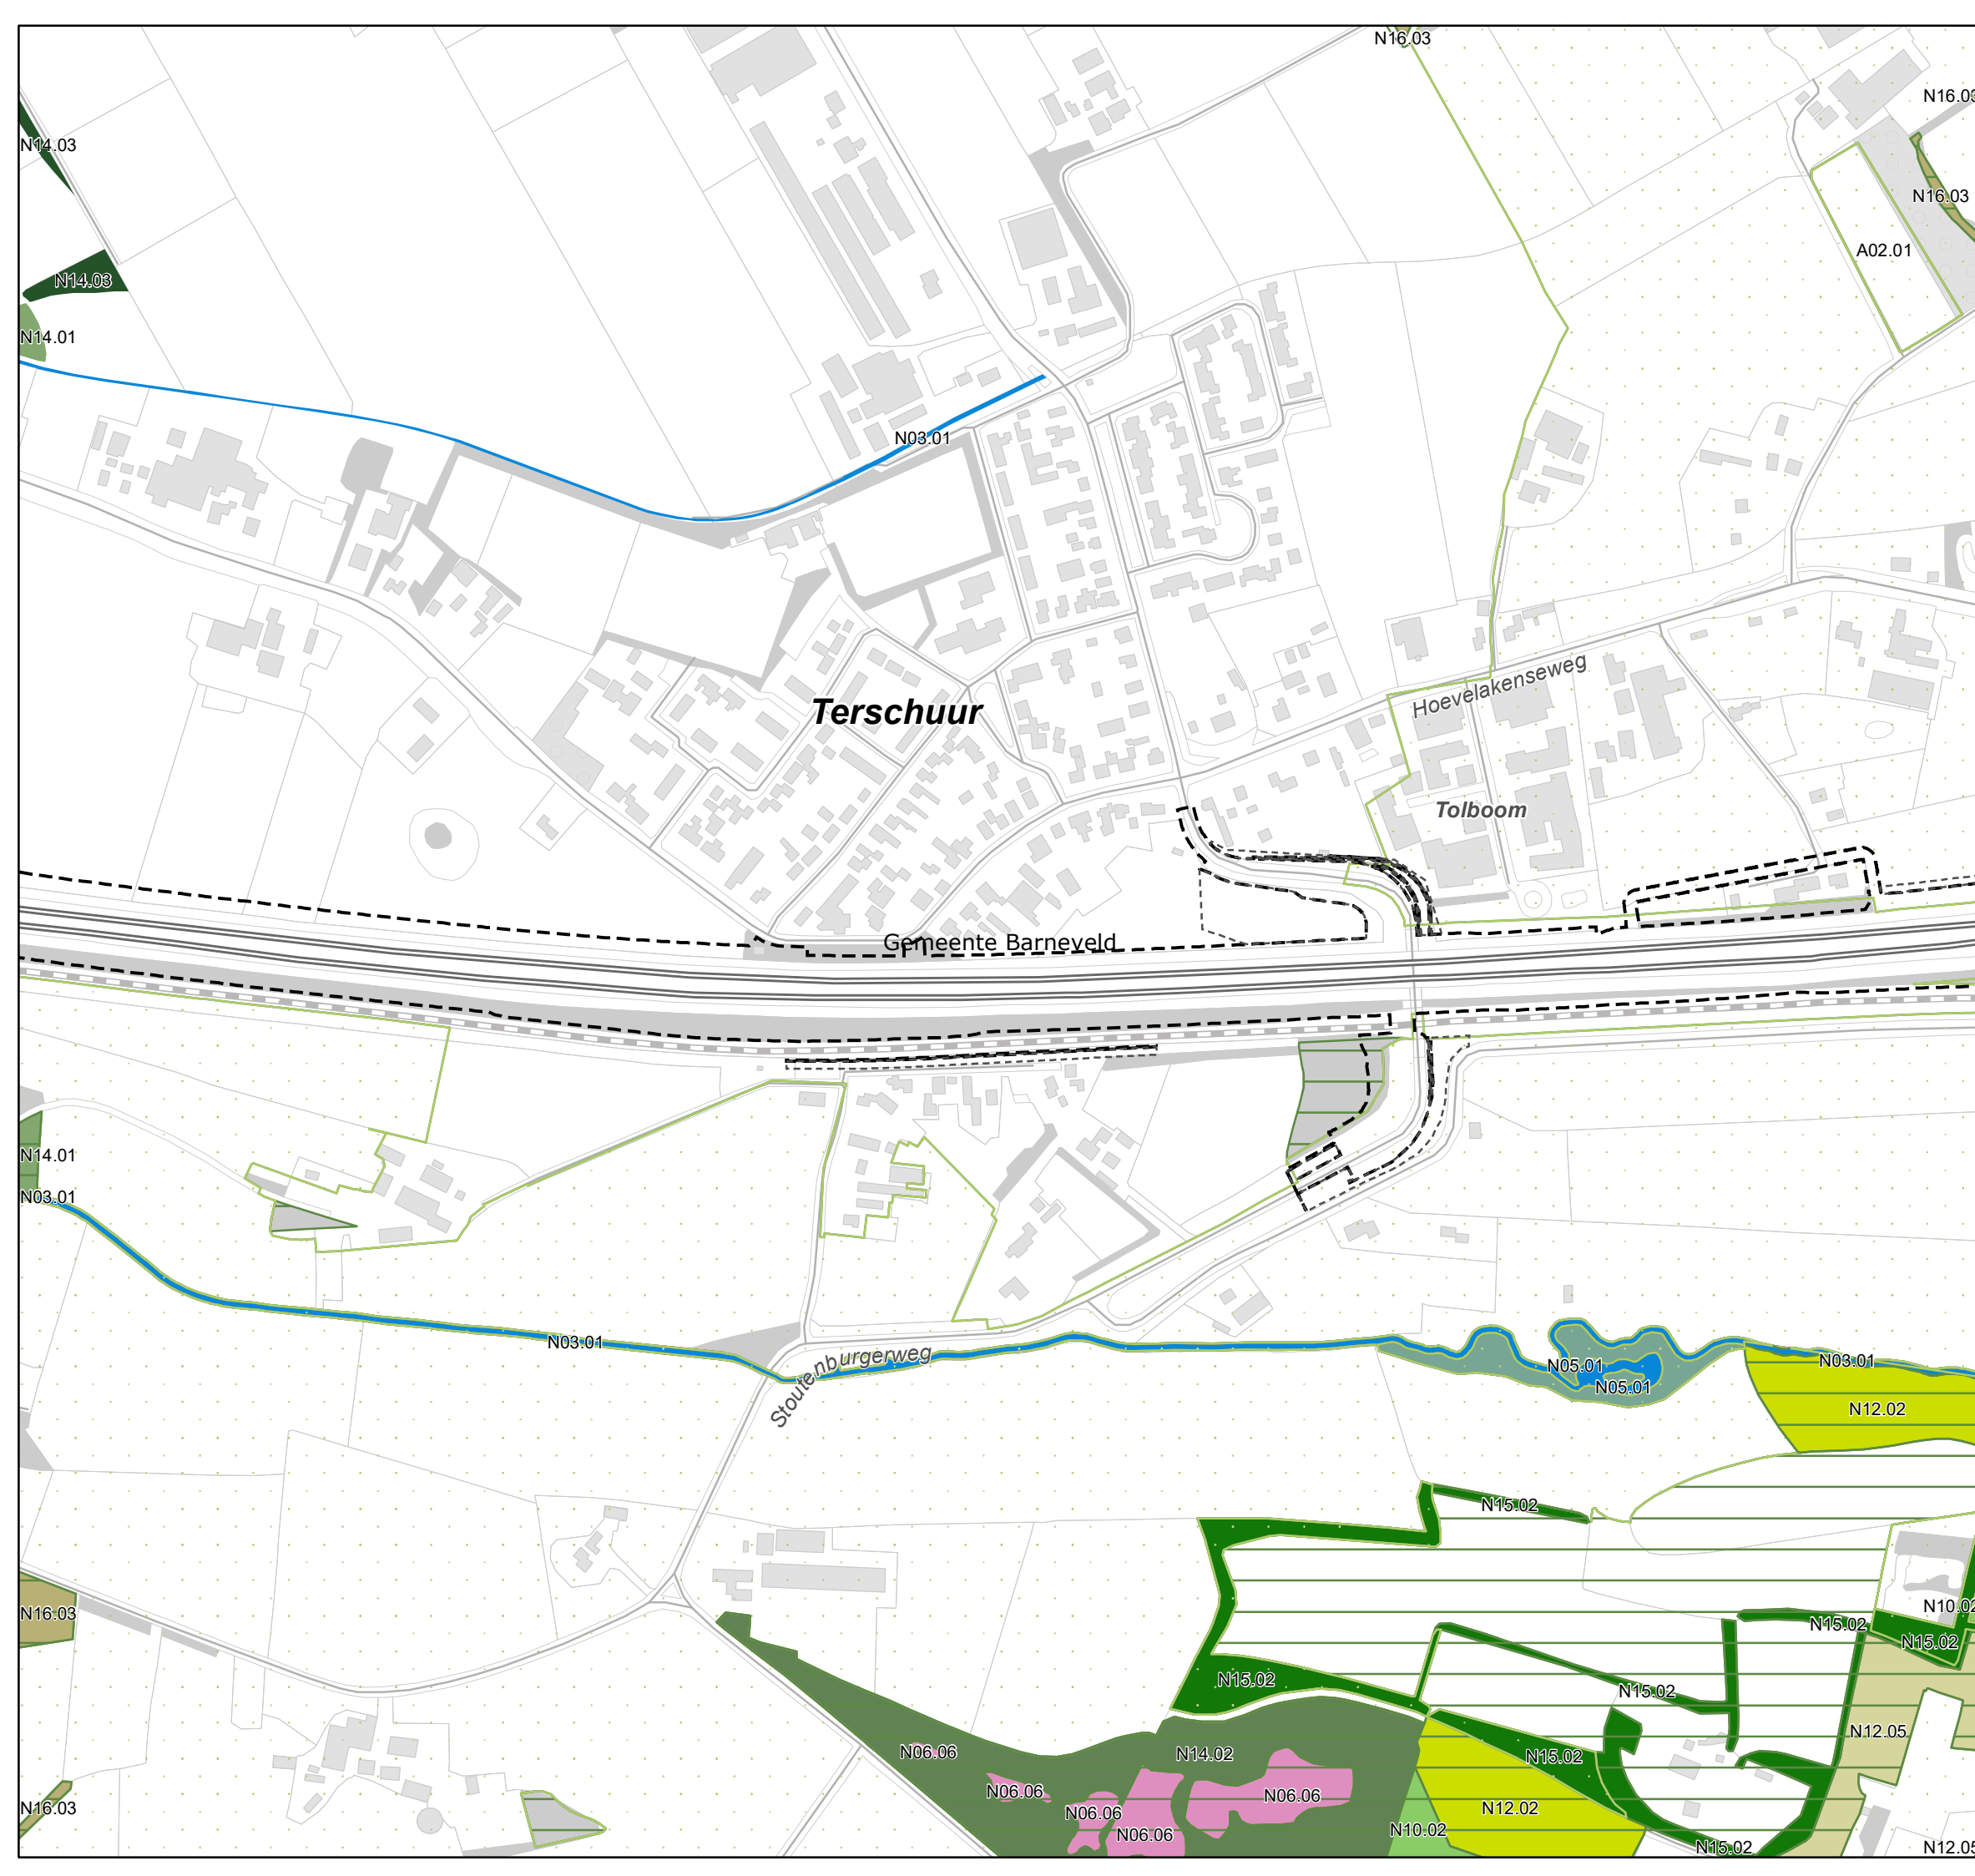 N16.03
N16.03
N14.03
N16.03
A02.01
N14.03
N14.01
N03.01
Hoevelakenseweg
Terschuur
Tolboom
Gemeente Barneveld
N14.01
N03.01
N03.01
Stoutenburgerweg
N05.01
N03.01
N05.01
N12.02
N15.02
N16.03
N10.02
N15.02
N15.02
N15.02
N15.02
N12.05
N06.06
N14.02
N15.02
N06.06
N06.06
N16.03
N06.06
N12.02
N10.02
N06.06
N15.02
N12.05